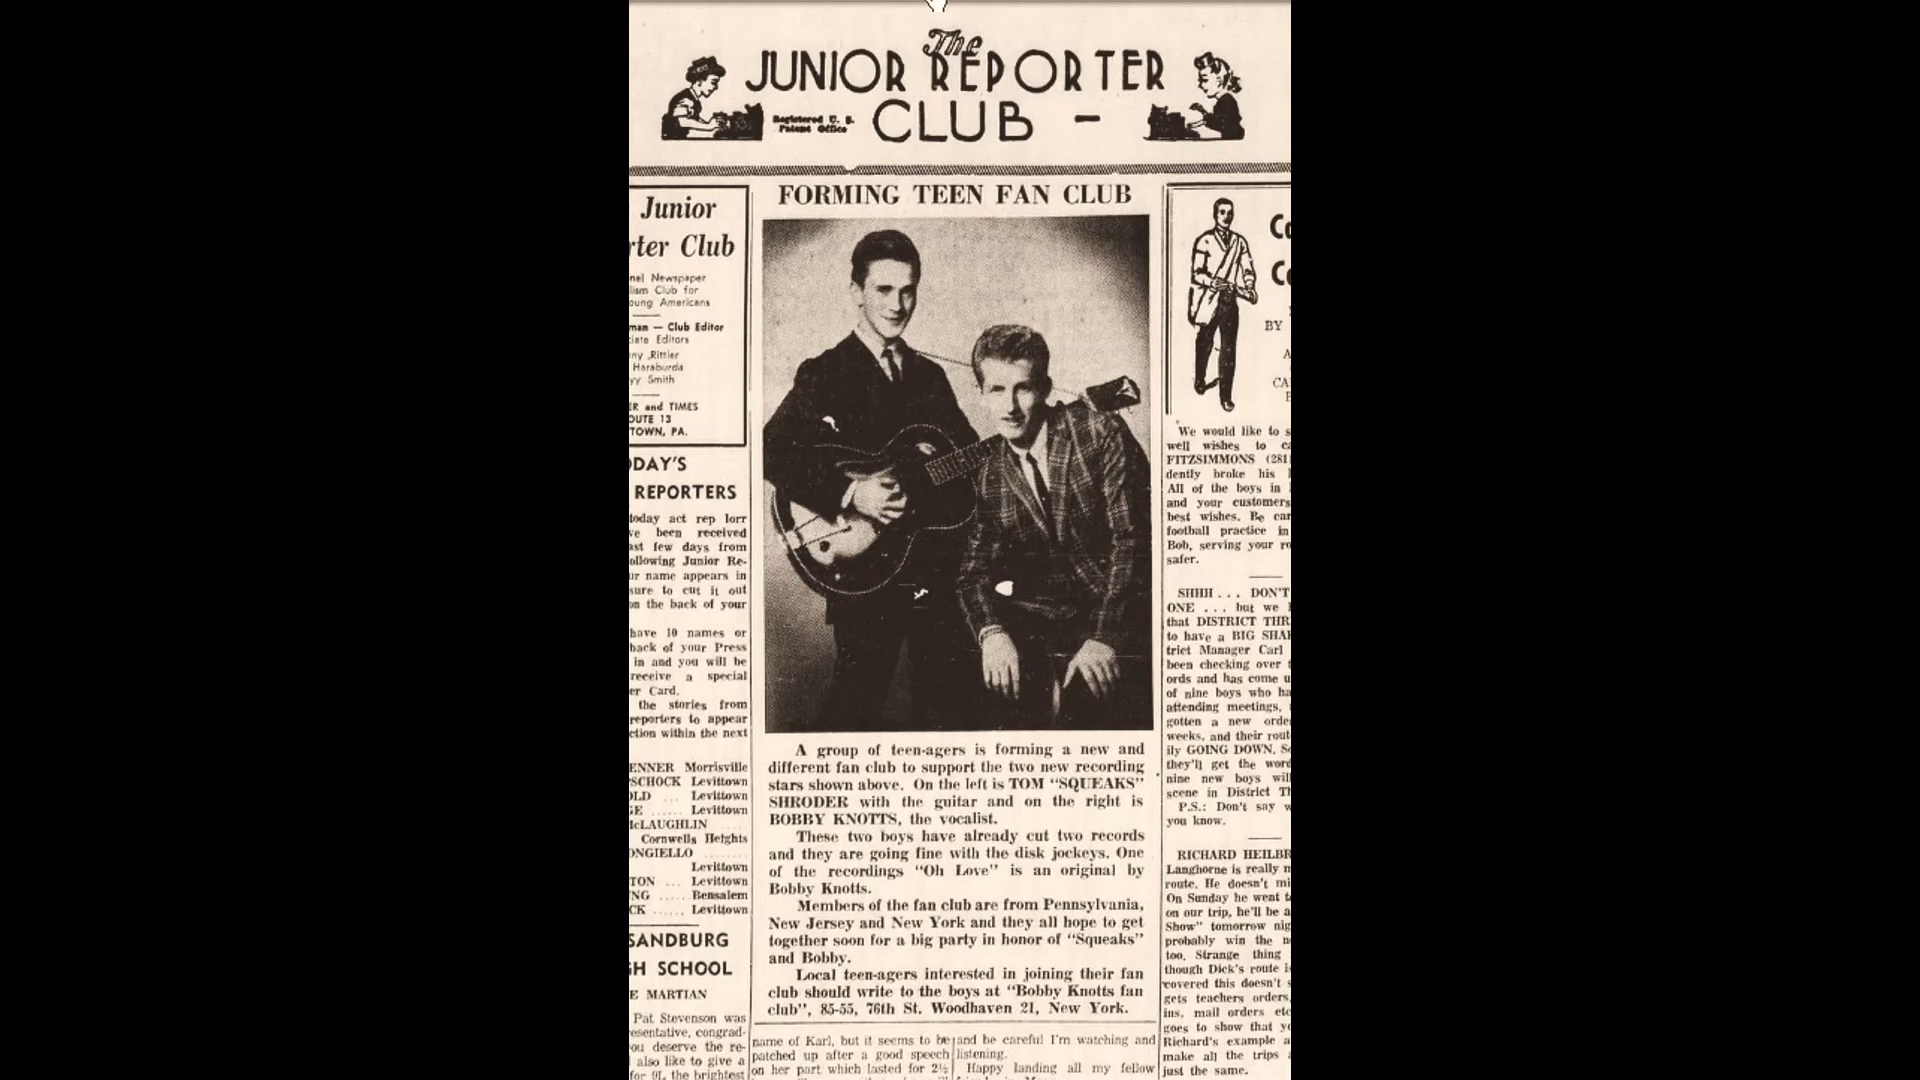 The
JUNIOR REPORTER
CLUB -
Registered U. S.
Patent Office
Junior
rter Club
nel Newspaper
lism Club for
oung Americans
man — Club Editor
ciate Editors
ny Rittler
Haraburda
yy Smith
ER and TIMES
OUTE 13
TOWN, PA.
ODAY'S
REPORTERS
today act rep lorr
ve been received
ast few days from
ollowing Junior Re-
ur name appears in
sure to cut it out
on the back of your
have 10 names or
back of your Press
in and you will be
receive a special
er Card.
the stories from
reporters to appear
ction within the next
ENNER Morrisville
SCHOCK Levittown
OLD ... Levittown
GE ...... Levittown
McLAUGHLIN
Cornwells Heights
ONGIELLO ........
Levittown
TON ... Levittown
NG ..... Bensalem
CK ...... Levittown
SANDBURG
GH SCHOOL
E MARTIAN
Pat Stevenson was
esentative, congrad-
ou deserve the re-
also like to give a
for 9L the brightest
FORMING TEEN FAN CLUB
A group of teen-agers is forming a new and
different fan club to support the two new recording
stars shown above. On the left is TOM "SQUEAKS"
SHRODER with the guitar and on the right is
BOBBY KNOTTS, the vocalist.
These two boys have already cut two records
and they are going fine with the disk jockeys. One
of the recordings "Oh Love" is an original by
Bobby Knotts.
Members of the fan club are from Pennsylvania,
New Jersey and New York and they all hope to get
together soon for a big party in honor of "Squeaks"
and Bobby.
Local teen-agers interested in joining their fan
club should write to the boys at "Bobby Knotts fan
club", 85-55, 76th St. Woodhaven 21, New York.
name of Karl, but it seems to be
patched up after a good speech
on her part which lasted for 2½
and be careful I'm watching and
listening.
Happy landing all my fellow
BY
We would like to s
well wishes to ca
FITZSIMMONS (281
dently broke his
All of the boys in
and your customers
best wishes. Be car
football practice in
Bob, serving your ro
safer.
SHHH . . . DON'T
ONE . . . but we
that DISTRICT THR
to have a BIG SHA
trict Manager Carl
been checking over t
ords and has come u
of nine boys who ha
attending meetings,
gotten a new orde
weeks, and their rout
ily GOING DOWN. S
they'll get the word
nine new boys will
scene in District T
P.S.: Don't say w
you know.
RICHARD HEILBR
Langhorne is really n
route. He doesn't mi
On Sunday he went t
on our trip, he'll be a
Show" tomorrow nig
probably win the n
too. Strange thing
though Dick's route i
covered this doesn't s
gets teachers orders,
ins, mail orders etc
goes to show that yo
Richard's example a
make all the trips a
just the same.